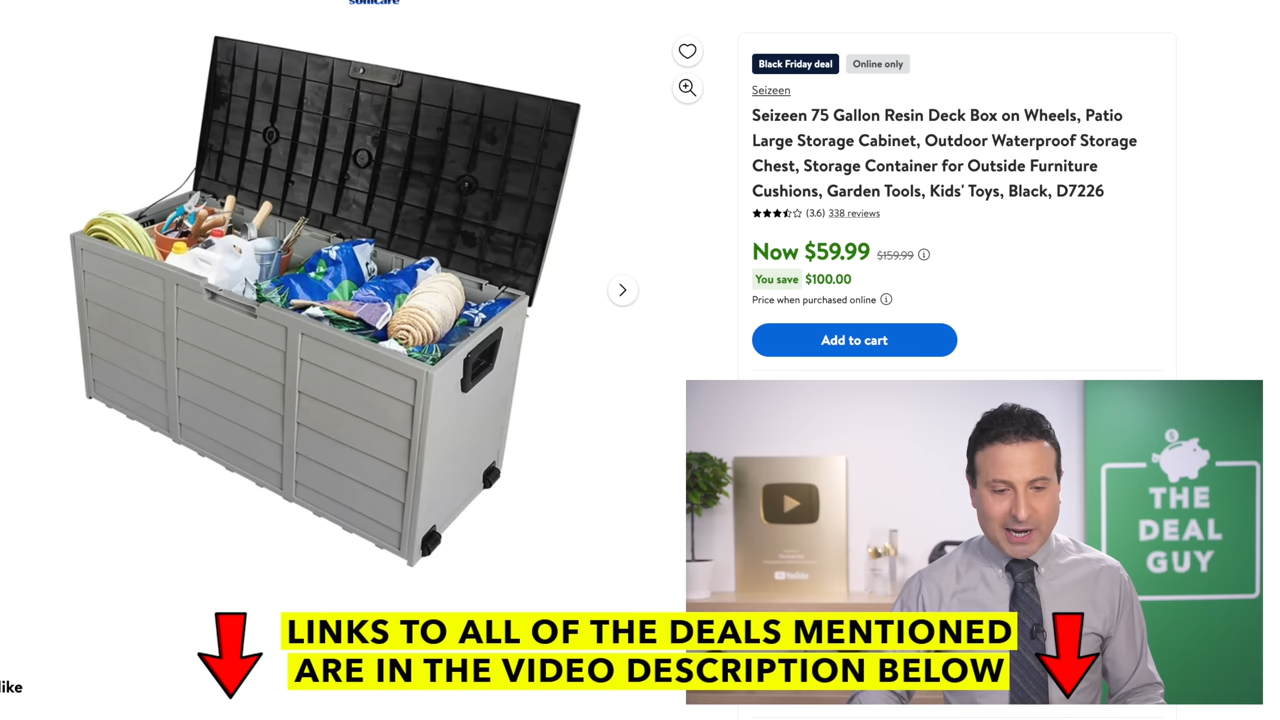 sonicare
Black Friday deal
Online only
Seizeen
Seizeen 75 Gallon Resin Deck Box on Wheels, Patio
Large Storage Cabinet, Outdoor Waterproof Storage
Chest, Storage Container for Outside Furniture
Cushions, Garden Tools, Kids' Toys, Black, D7226
(3.6) 338 reviews
Now $59.99 $159.99
You save $100.00
Price when purchased online
Add to cart
YouTube
THE
DEAL
GUY
LINKS TO ALL OF THE DEALS MENTIONED
ARE IN THE VIDEO DESCRIPTION BELOW
like